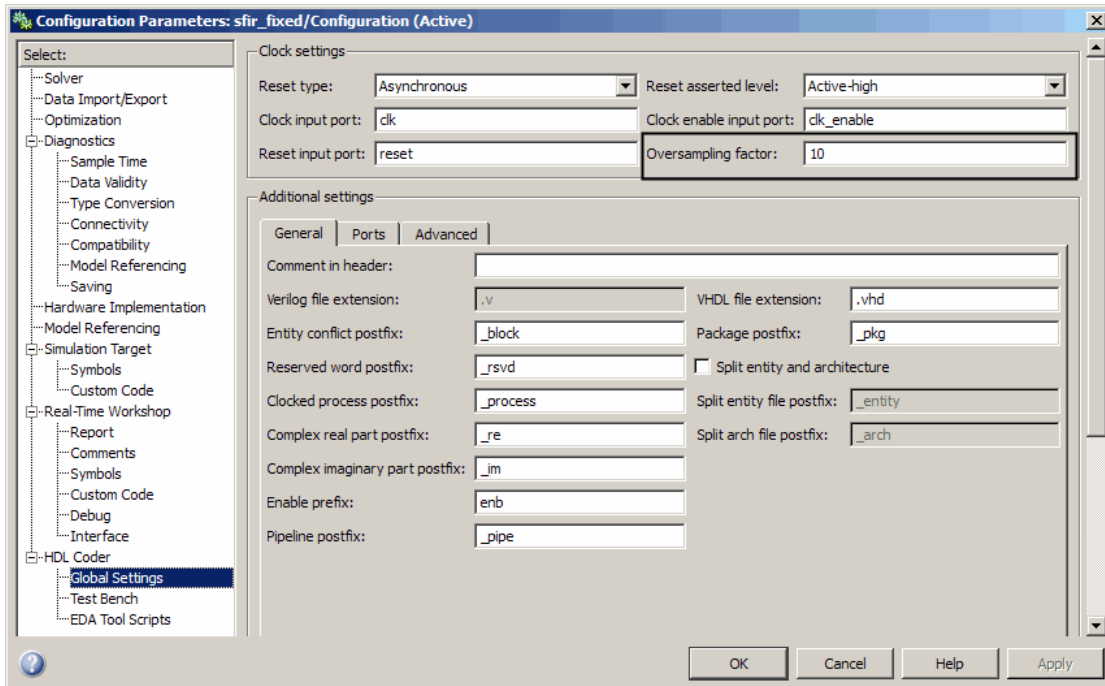 Configuration Parameters: sfir_fixed/Configuration (Active)
Select:
Solver
Data Import/Export
Optimization
Diagnostics
Sample Time
Data Validity
Type Conversion
Connectivity
Compatibility
Model Referencing
Saving
Hardware Implementation
Model Referencing
Simulation Target
Symbols
Custom Code
Real-Time Workshop
Report
Comments
Symbols
Custom Code
Debug
Interface
HDL Coder
Global Settings
Test Bench
EDA Tool Scripts
Clock settings
Reset type: Asynchronous Reset asserted level: Active-high
Clock input port: clk Clock enable input port: clk_enable
Reset input port: reset Oversampling factor: 10
Additional settings
General Ports Advanced
Comment in header:
Verilog file extension: .v VHDL file extension: .vhd
Entity conflict postfix: _block Package postfix: _pkg
Reserved word postfix: _rsvd Split entity and architecture
Clocked process postfix: _process Split entity file postfix: _entity
Complex real part postfix: _re Split arch file postfix: _arch
Complex imaginary part postfix: _im
Enable prefix: enb
Pipeline postfix: _pipe
? OK Cancel Help Apply